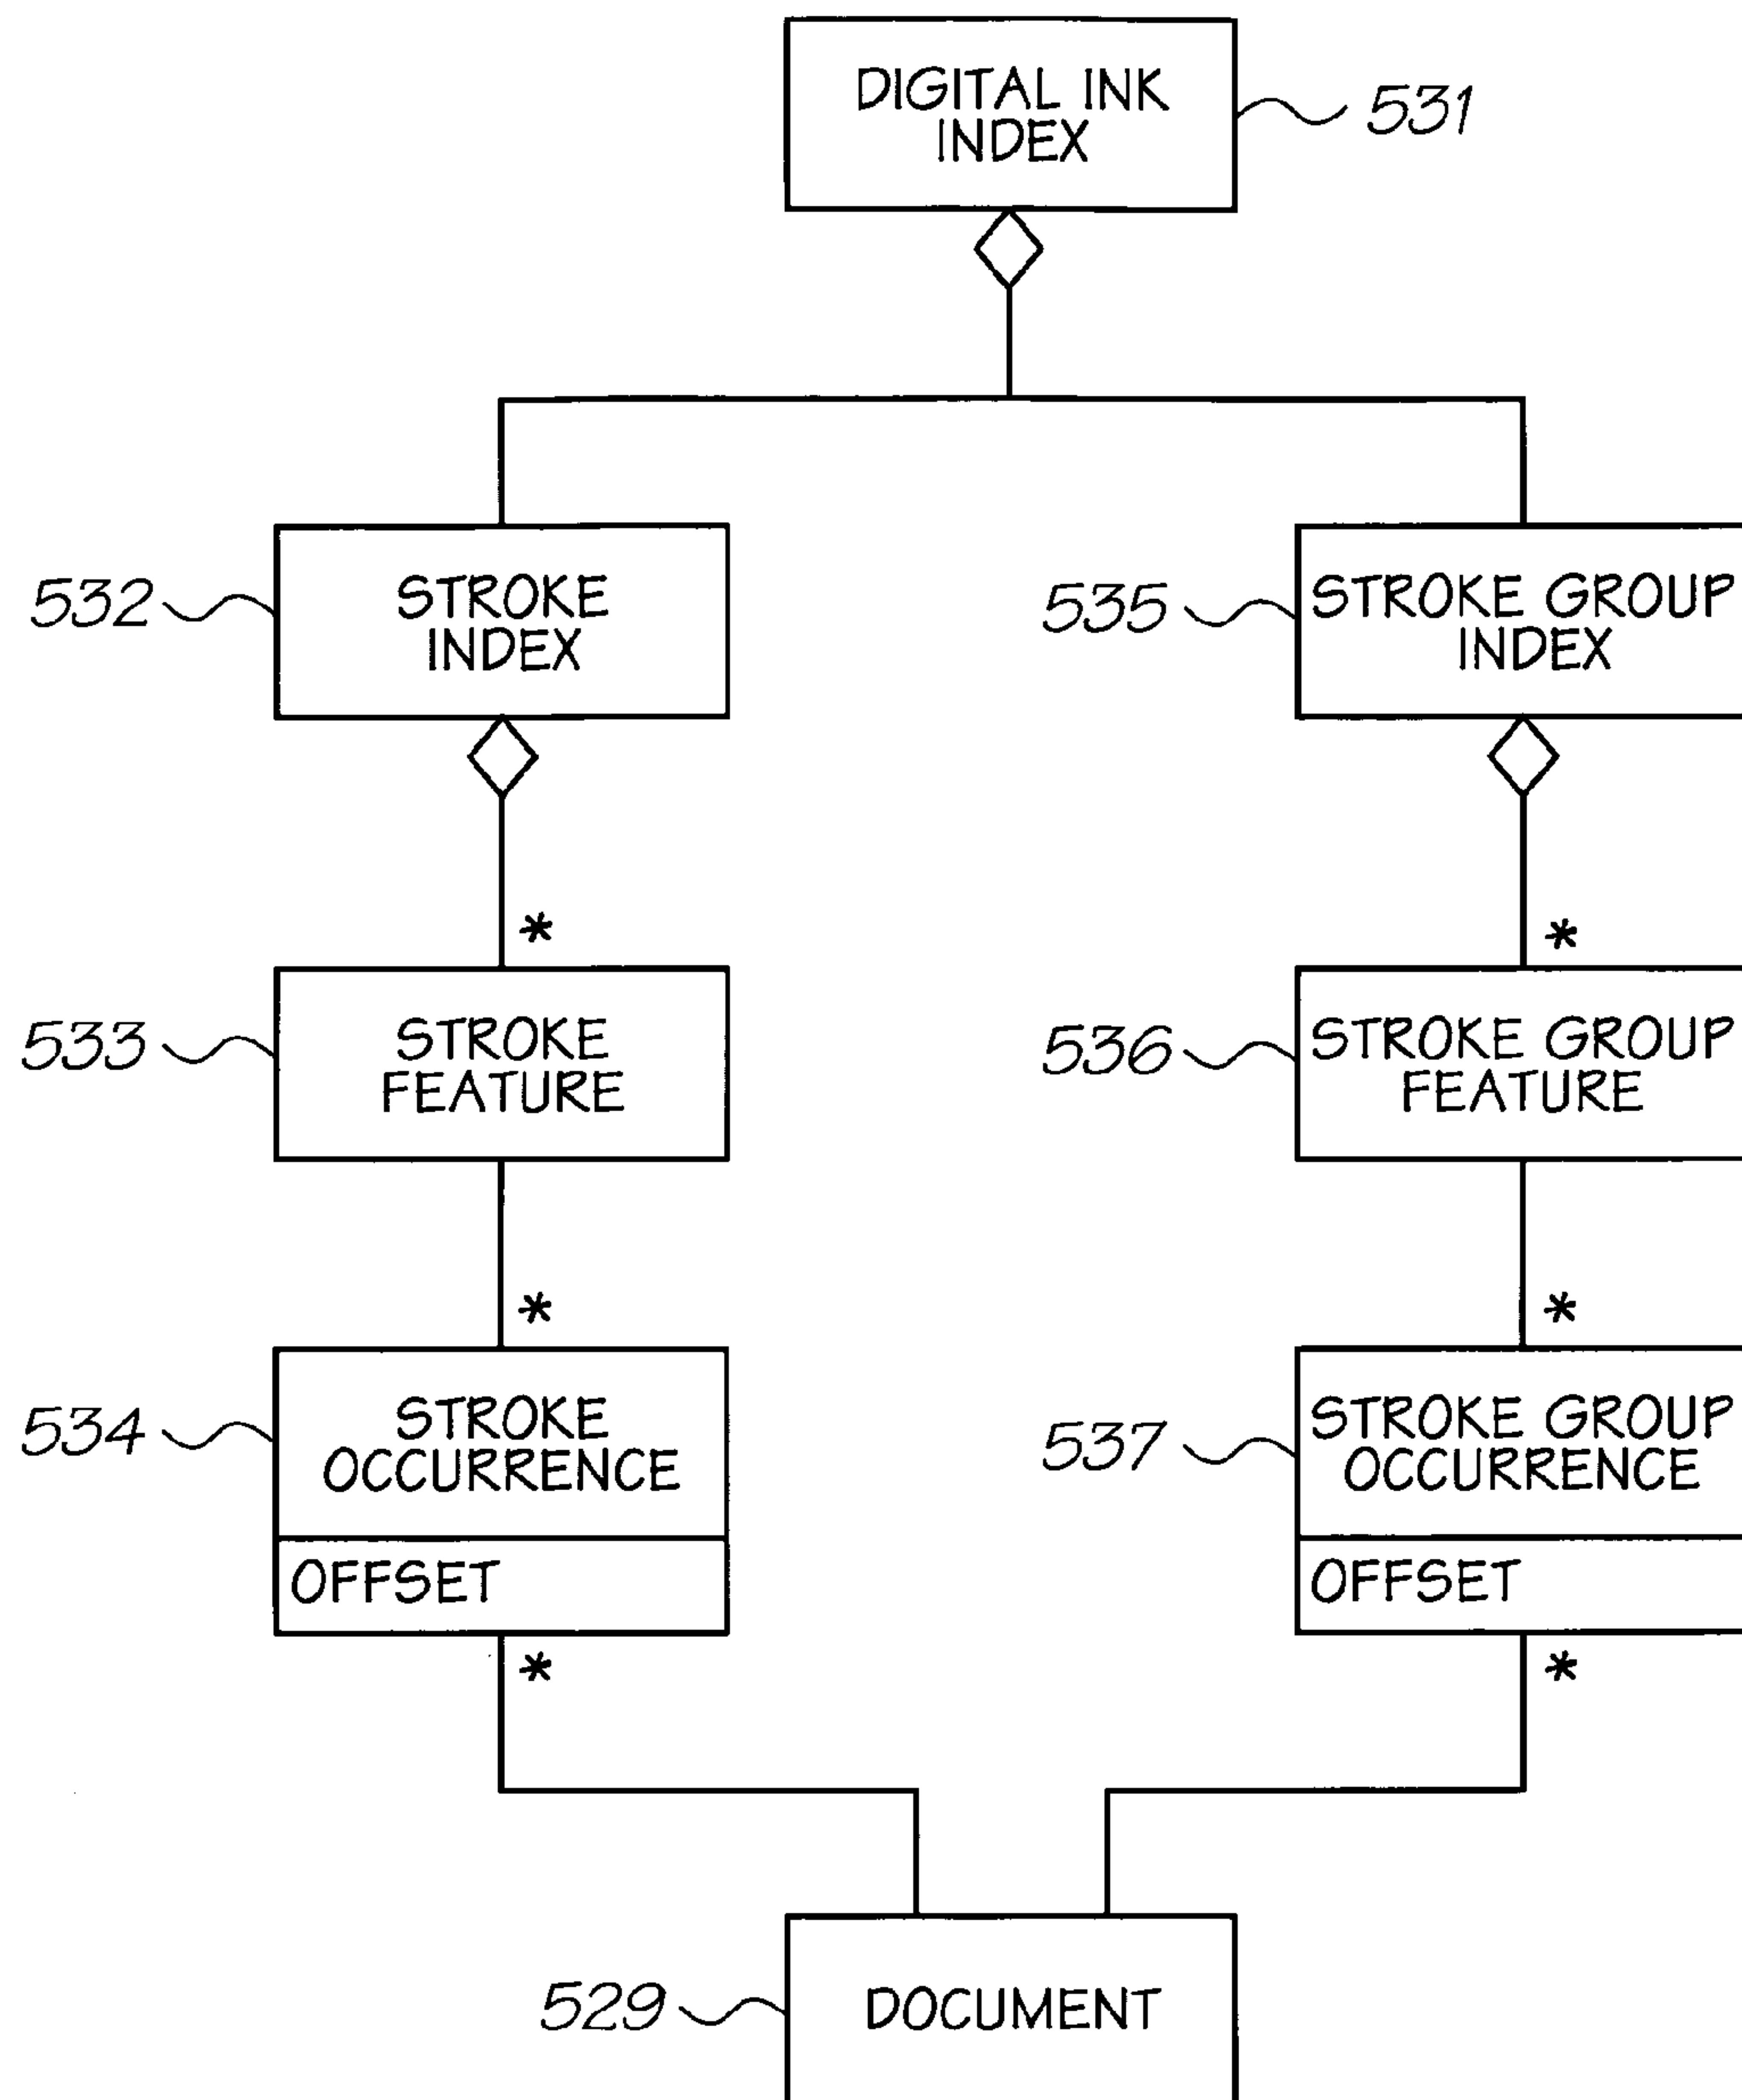 DIGITAL INK
INDEX
531
532
STROKE
INDEX
535
STROKE GROUP
INDEX
*
*
533
STROKE
FEATURE
536
STROKE GROUP
FEATURE
*
*
534
STROKE
OCCURRENCE
OFFSET
537
STROKE GROUP
OCCURRENCE
OFFSET
*
*
529
DOCUMENT